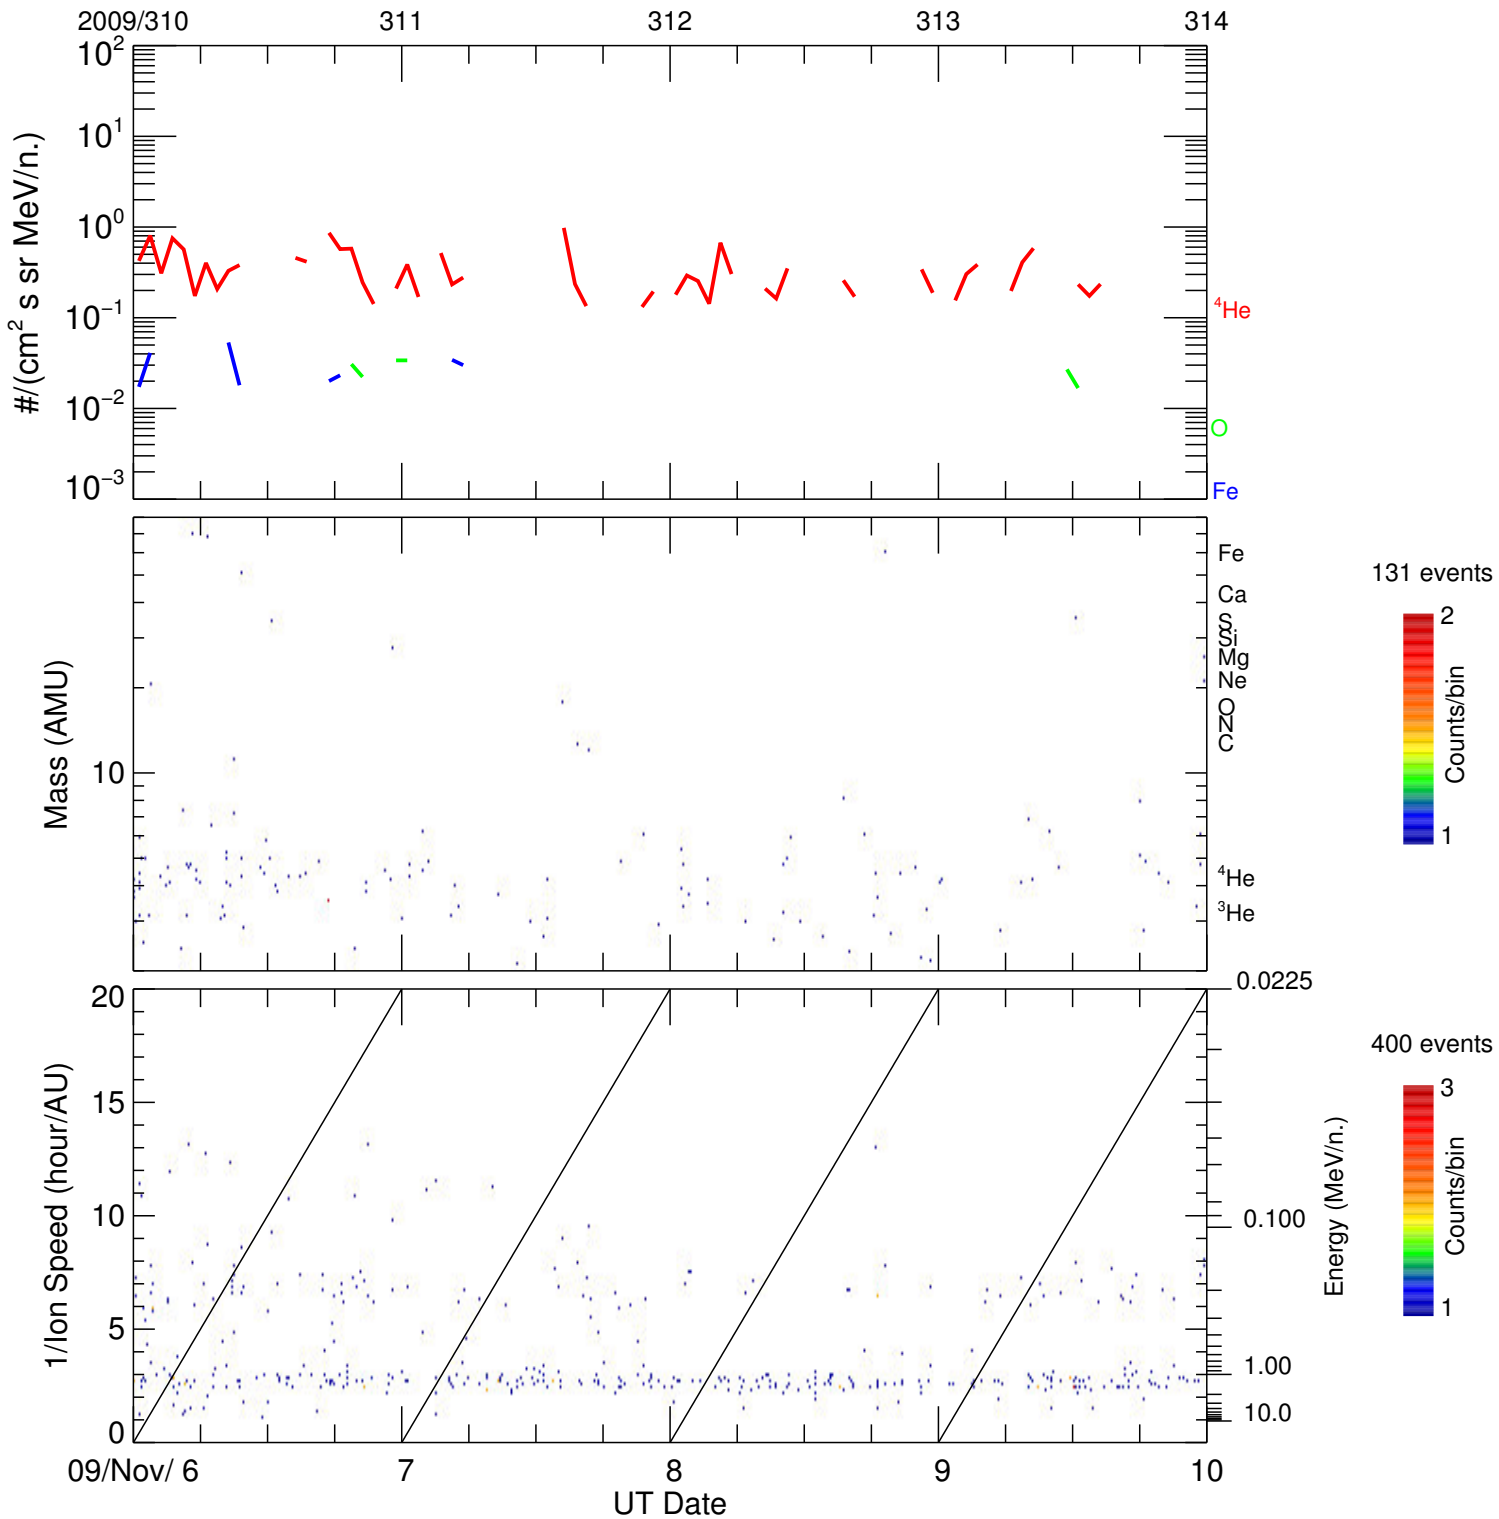 2009/310 311 312 313 314
#/(cm² s sr MeV/n.)
10²
10¹
10⁰
10⁻¹
10⁻²
10⁻³
⁴He
O
Fe
Mass (AMU)
10
Fe
Ca
S
Si
Mg
Ne
O
N
C
⁴He
³He
131 events
2
Counts/bin
1
1/Ion Speed (hour/AU)
20
15
10
5
0
0.0225
0.100
1.00
10.0
Energy (MeV/n.)
400 events
3
Counts/bin
1
09/Nov/ 6 7 8 9 10
UT Date